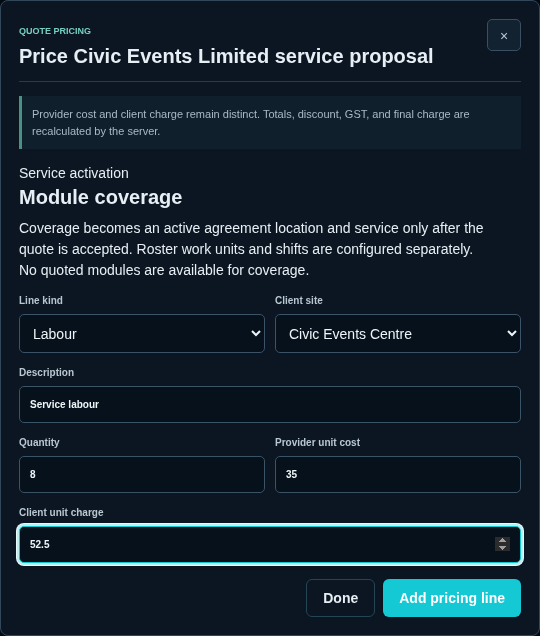 QUOTE PRICING
Price Civic Events Limited service proposal
×
Provider cost and client charge remain distinct. Totals, discount, GST, and final charge are
recalculated by the server.
Service activation
Module coverage
Coverage becomes an active agreement location and service only after the
quote is accepted. Roster work units and shifts are configured separately.
No quoted modules are available for coverage.
Line kind
Client site
Labour
Civic Events Centre
Description
Service labour
Quantity
Provider unit cost
8
35
Client unit charge
52.5
Done
Add pricing line